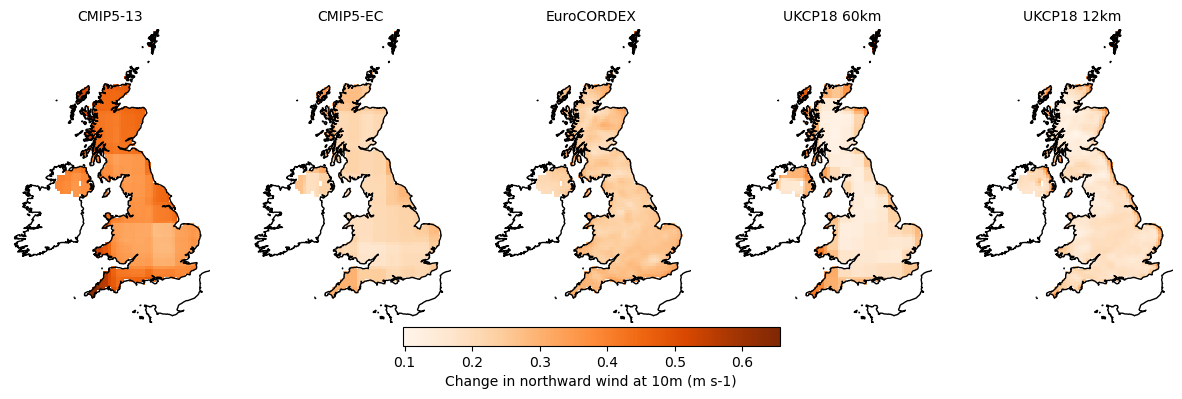 CMIP5-13 CMIP5-EC EuroCORDEX UKCP18 60km UKCP18 12km
0.1 0.2 0.3 0.4 0.5 0.6
Change in northward wind at 10m (m s-1)